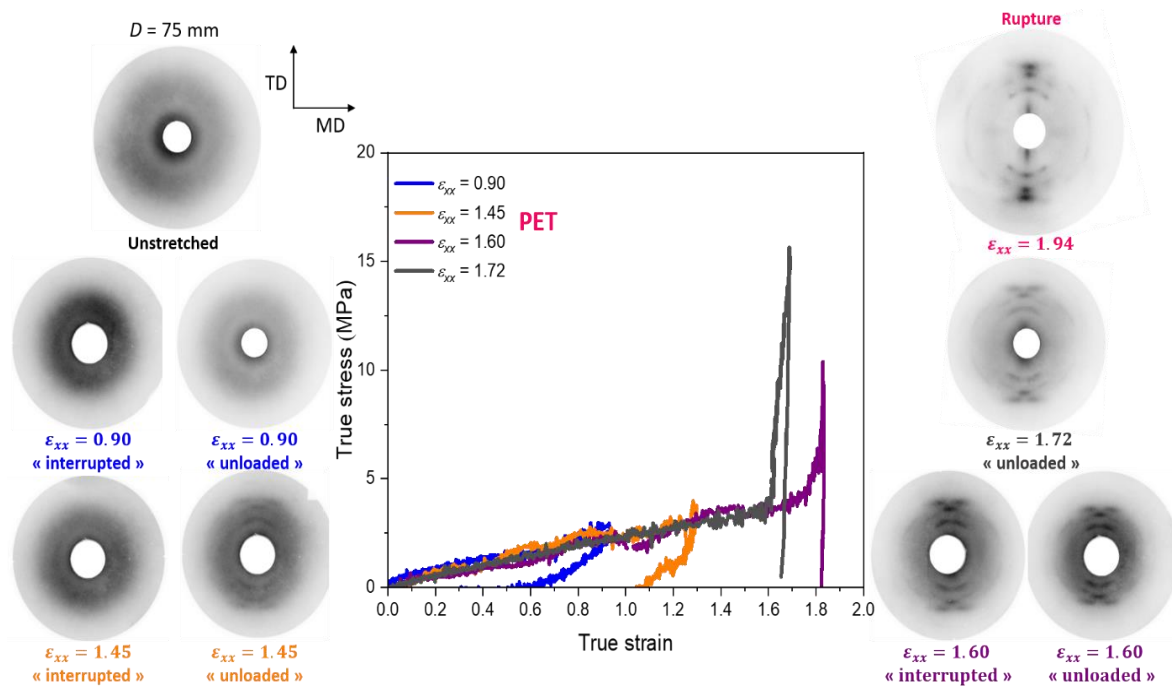 D = 75 mm
TD
MD
Unstretched
Rupture
εxx = 1.94
εxx = 0.90
« interrupted »
εxx = 0.90
« unloaded »
εxx = 1.72
« unloaded »
εxx = 1.45
« interrupted »
εxx = 1.45
« unloaded »
εxx = 1.60
« interrupted »
εxx = 1.60
« unloaded »
True stress (MPa)
20
15
10
5
0
εxx = 0.90
εxx = 1.45
εxx = 1.60
εxx = 1.72
PET
0.0 0.2 0.4 0.6 0.8 1.0 1.2 1.4 1.6 1.8 2.0
True strain